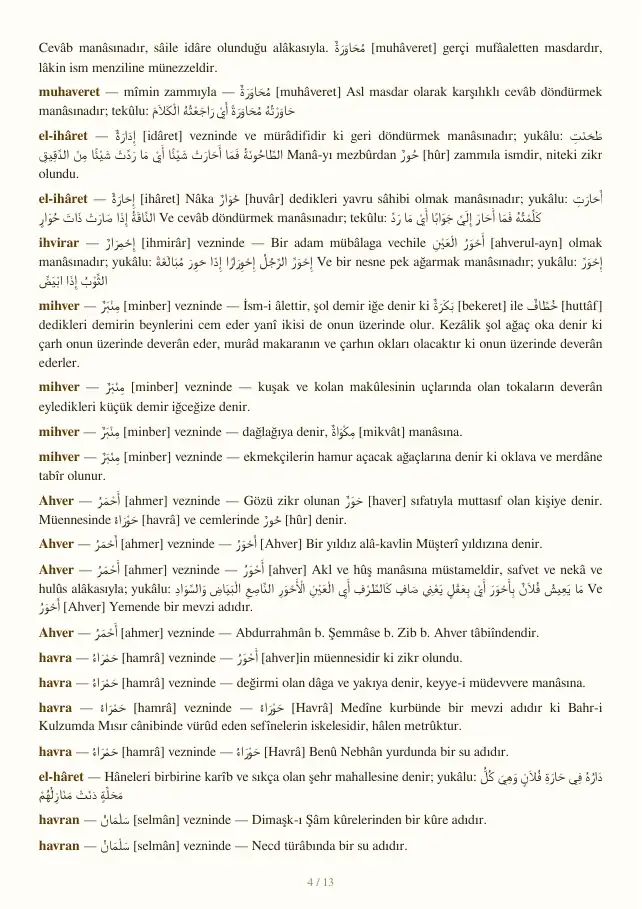 Cevâb manâsınadır, sâile idâre olunduğu alâkasıyla. مُحَاوَرَةٌ [muhâveret] gerçi mufâaletten masdardır,
lâkin ism menziline münezzeldir.
muhaveret — mîmin zammıyla — مُحَاوَرَةٌ [muhâveret] Asl masdar olarak karşılıklı cevâb döndürmek
manâsınadır; tekûlu: حَاوَرْتُهُ مُحَاوَرَةً أَيْ رَاجَعْتُهُ الْكَلاَمَ
el-ihâret — إِدَارَةٌ [idâret] vezninde ve mürâdifidir ki geri döndürmek manâsınadır; yukâlu: طَحَنَتِ
الطَّاحُونَةُ فَمَا أَحَارَتْ شَيْئًا أَيْ مَا رَدَّتْ شَيْئًا مِنَ الدَّقِيقِ Manâ-yı mezbûrdan حُورٌ [hûr] zammıla ismdir, niteki zikr
olundu.
el-ihâret — إِحَارَةٌ [ihâret] Nâka حُوَارٌ [huvâr] dedikleri yavru sâhibi olmak manâsınadır; yukâlu: أَحَارَتِ
النَّاقَةُ إِذَا صَارَتْ ذَاتَ حُوَارٍ Ve cevâb döndürmek manâsınadır; tekûlu: كَلَّمْتُهُ فَمَا أَحَارَ إِلَيَّ جَوَابًا أَيْ مَا رَدَّ
ihvirar — إِحْمِرَارٌ [ihmirâr] vezninde — Bir adam mübâlaga vechile أَحْوَرُ الْعَيْنِ [ahverul-ayn] olmak
manâsınadır; yukâlu: إِحْوَرَّ الرَّجُلُ إِحْوِرَارًا إِذَا حَوِرَ مُبَالَغَةً Ve bir nesne pek ağarmak manâsınadır; yukâlu: إِحْوَرَّ
الثَّوْبُ إِذَا ابْيَضَّ
mihver — مِنْبَرٌ [minber] vezninde — İsm-i âlettir, şol demir iğe denir ki بَكَرَةٌ [bekeret] ile خُطَّافٌ [huttâf]
dedikleri demirin beynlerini cem eder yanî ikisi de onun üzerinde olur. Kezâlik şol ağaç oka denir ki
çarh onun üzerinde deverân eder, murâd makaranın ve çarhın okları olacaktır ki onun üzerinde deverân
ederler.
mihver — مِنْبَرٌ [minber] vezninde — kuşak ve kolan makûlesinin uçlarında olan tokaların deverân
eyledikleri küçük demir iğceğize denir.
mihver — مِنْبَرٌ [minber] vezninde — dağlağıya denir, مِكْوَاةٌ [mikvât] manâsına.
mihver — مِنْبَرٌ [minber] vezninde — ekmekçilerin hamur açacak ağaçlarına denir ki oklava ve merdâne
tabîr olunur.
Ahver — أَحْمَرُ [ahmer] vezninde — Gözü zikr olunan حَوَرٌ [haver] sıfatıyla muttasıf olan kişiye denir.
Müennesinde حَوْرَاءُ [havrâ] ve cemlerinde حُورٌ [hûr] denir.
Ahver — أَحْمَرُ [ahmer] vezninde — أَحْوَرُ [Ahver] Bir yıldız alâ-kavlin Müşterî yıldızına denir.
Ahver — أَحْمَرُ [ahmer] vezninde — أَحْوَرُ [Ahver] Akl ve hûş manâsına müstameldir, safvet ve nekâ ve
hulûs alâkasıyla; yukâlu: مَا يَعِيشُ فُلاَنٌ بِأَحْوَرَ أَيْ بِعَقْلٍ يَعْنِي صَافٍ كَالطَّرْفِ أَيِ الْعَيْنِ الْأَحْوَرِ النَّاصِعِ الْبَيَاضِ وَالسَّوَادِ Ve
أَحْوَرُ [Ahver] Yemende bir mevzi adıdır.
Ahver — أَحْمَرُ [ahmer] vezninde — Abdurrahmân b. Şemmâse b. Zib b. Ahver tâbiîndendir.
havra — حَمْرَاءُ [hamrâ] vezninde — أَحْوَرُ [ahver]in müennesidir ki zikr olundu.
havra — حَمْرَاءُ [hamrâ] vezninde — değirmi olan dâga ve yakıya denir, keyye-i müdevvere manâsına.
havra — حَمْرَاءُ [hamrâ] vezninde — حَوْرَاءُ [Havrâ] Medîne kurbünde bir mevzi adıdır ki Bahr-i
Kulzumda Mısır cânibinde vürûd eden sefînelerin iskelesidir, hâlen metrûktur.
havra — حَمْرَاءُ [hamrâ] vezninde — حَوْرَاءُ [Havrâ] Benû Nebhân yurdunda bir su adıdır.
el-hâret — Hâneleri birbirine karîb ve sıkça olan şehr mahallesine denir; yukâlu: دَارُهُ فِي حَارَةِ فُلاَنٍ وَهِيَ كُلُّ
مَحَلَّةٍ دَنَتْ مَنَازِلُهُمْ
havran — سَلْمَانُ [selmân] vezninde — Dimaşk-ı Şâm kûrelerinden bir kûre adıdır.
havran — سَلْمَانُ [selmân] vezninde — Necd türâbında bir su adıdır.
4 / 13